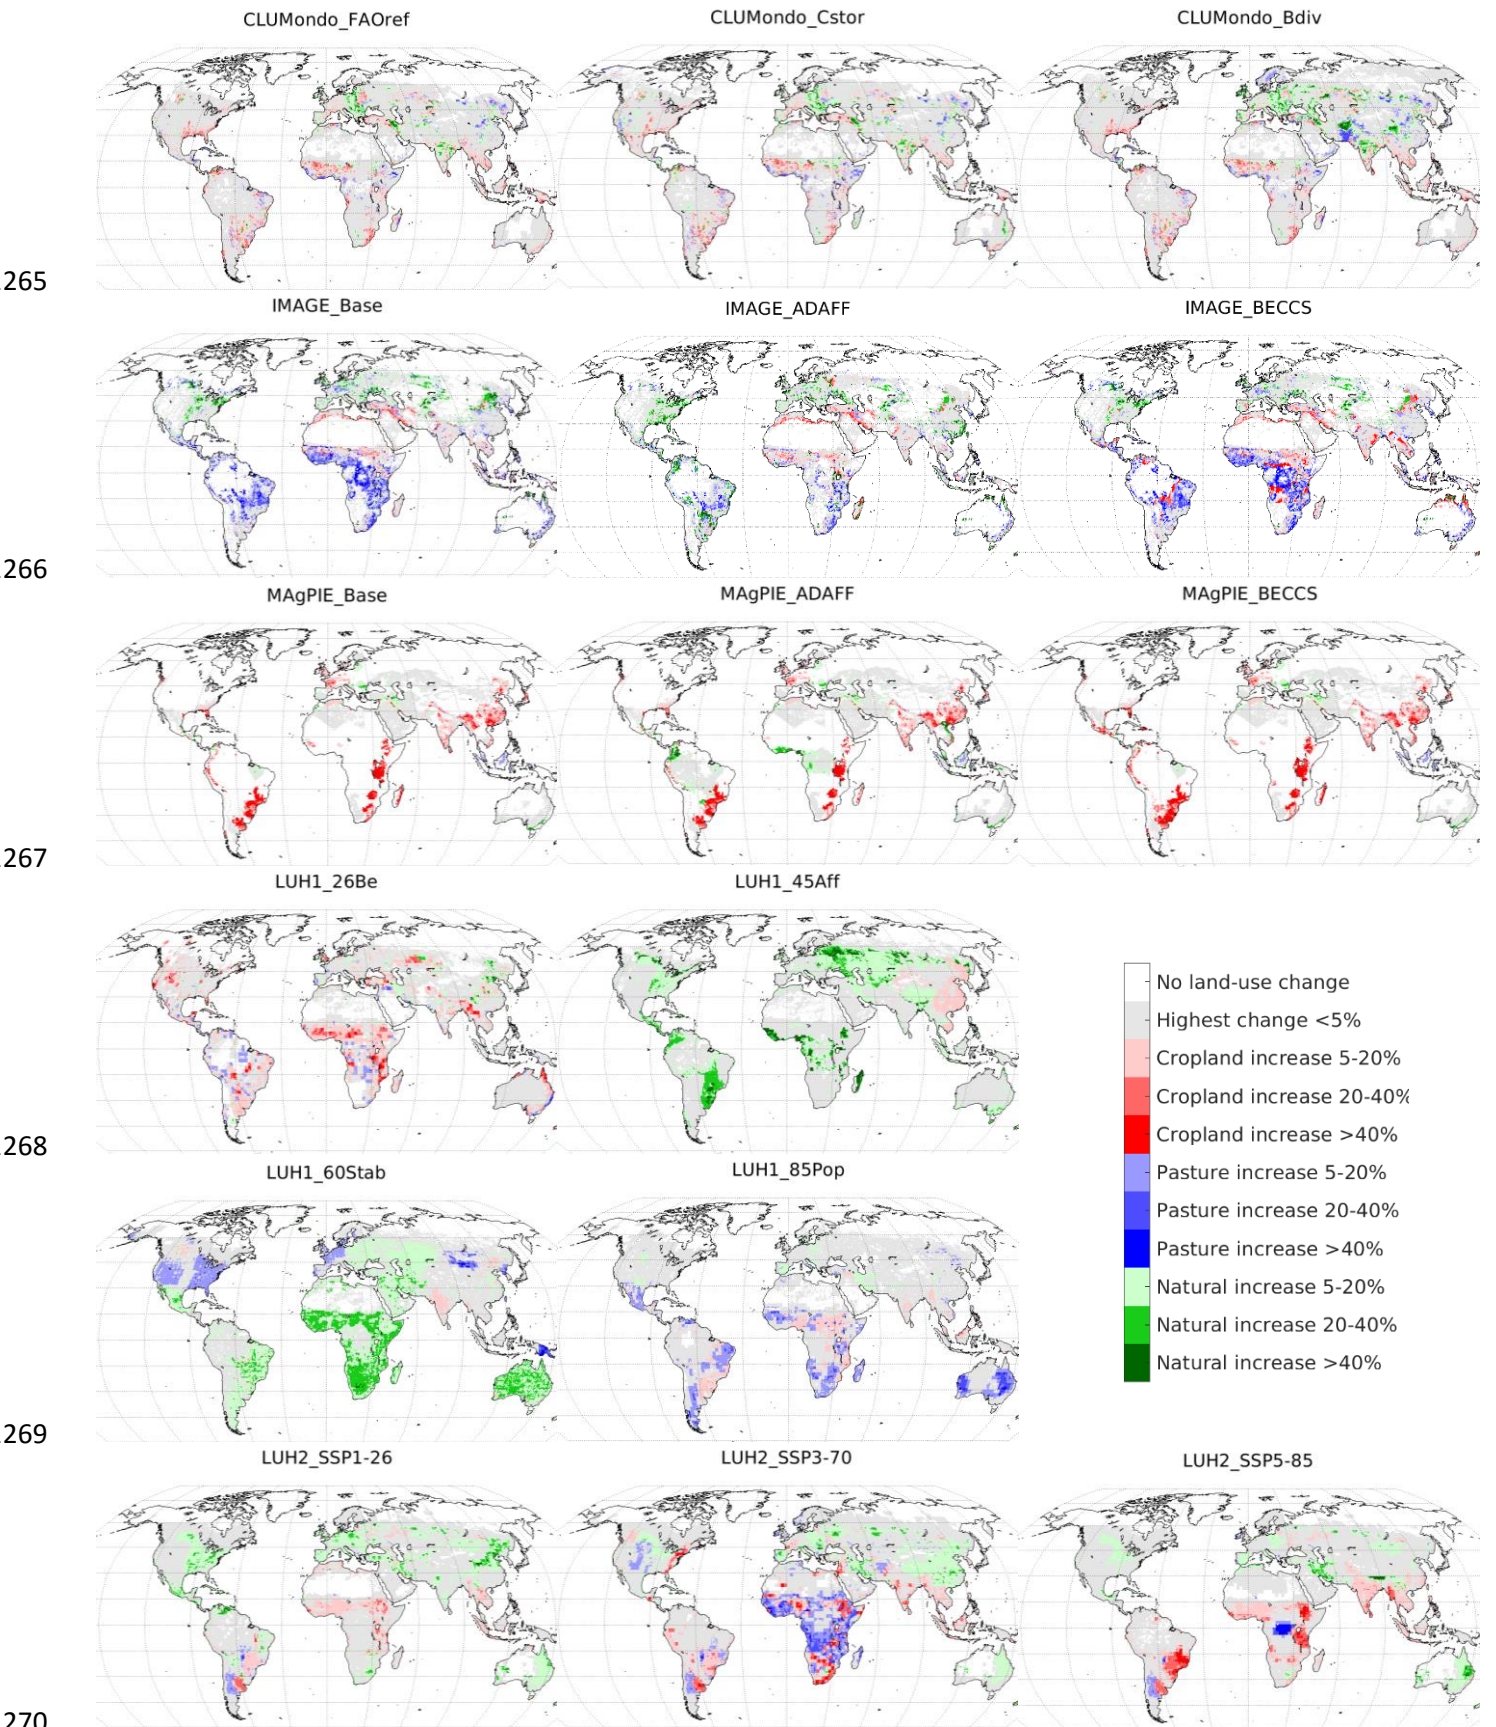 CLUMondo_FAOref
CLUMondo_Cstor
CLUMondo_Bdiv
265
IMAGE_Base
IMAGE_ADAFF
IMAGE_BECCS
266
MAgPIE_Base
MAgPIE_ADAFF
MAgPIE_BECCS
267
LUH1_26Be
LUH1_45Aff
No land-use change
Highest change <5%
Cropland increase 5-20%
Cropland increase 20-40%
Cropland increase >40%
Pasture increase 5-20%
Pasture increase 20-40%
Pasture increase >40%
Natural increase 5-20%
Natural increase 20-40%
Natural increase >40%
268
LUH1_60Stab
LUH1_85Pop
269
LUH2_SSP1-26
LUH2_SSP3-70
LUH2_SSP5-85
270